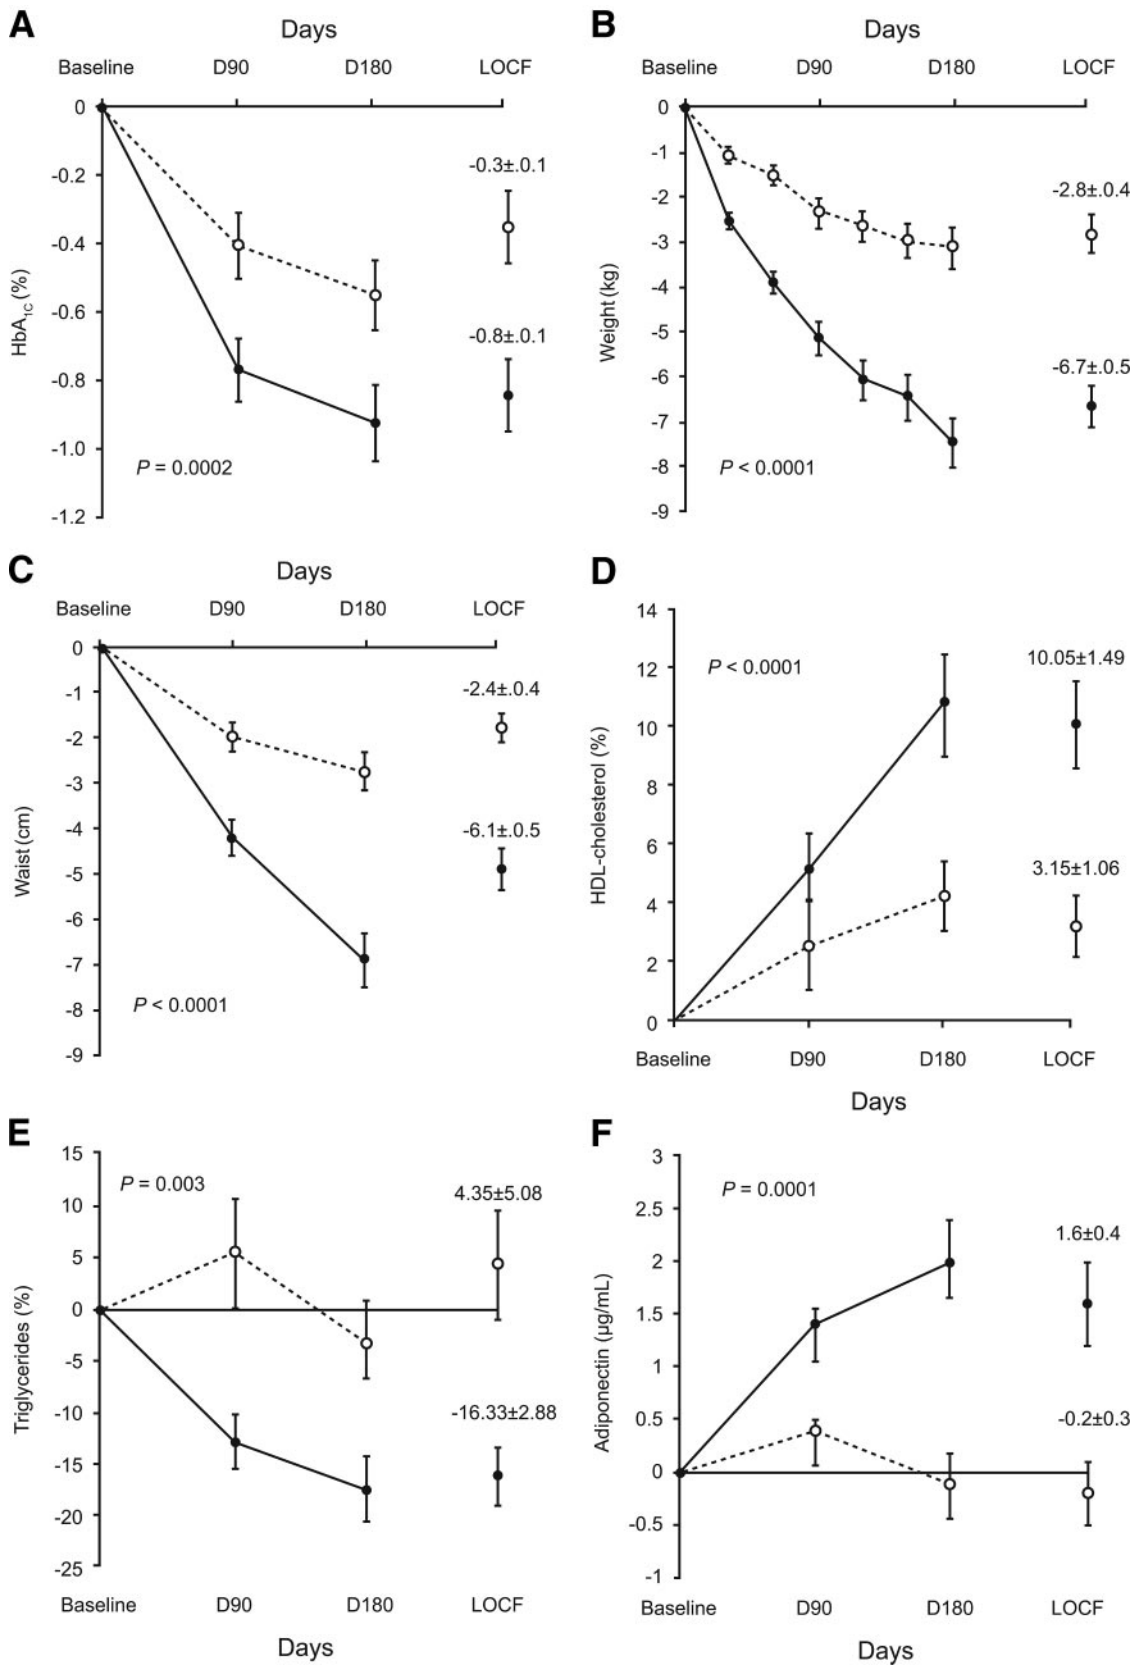 A
Days
Baseline D90 D180 LOCF
0
-0.2
-0.4
-0.6
-0.8
-1.0
-1.2
HbA1C (%)
-0.3±.0.1
-0.8±.0.1
P = 0.0002
B
Days
Baseline D90 D180 LOCF
0
-1
-2
-3
-4
-5
-6
-7
-8
-9
Weight (kg)
-2.8±.0.4
-6.7±.0.5
P < 0.0001
C
Days
Baseline D90 D180 LOCF
0
-1
-2
-3
-4
-5
-6
-7
-8
-9
Waist (cm)
-2.4±.0.4
-6.1±.0.5
P < 0.0001
D
14
12
10
8
6
4
2
0
HDL-cholesterol (%)
P < 0.0001
10.05±1.49
3.15±1.06
Baseline D90 D180 LOCF
Days
E
15
10
5
0
-5
-10
-15
-20
-25
Triglycerides (%)
P = 0.003
4.35±5.08
-16.33±2.88
Baseline D90 D180 LOCF
Days
F
3
2.5
2
1.5
1
0.5
0
-0.5
-1
Adiponectin (µg/mL)
P = 0.0001
1.6±0.4
-0.2±0.3
Baseline D90 D180 LOCF
Days